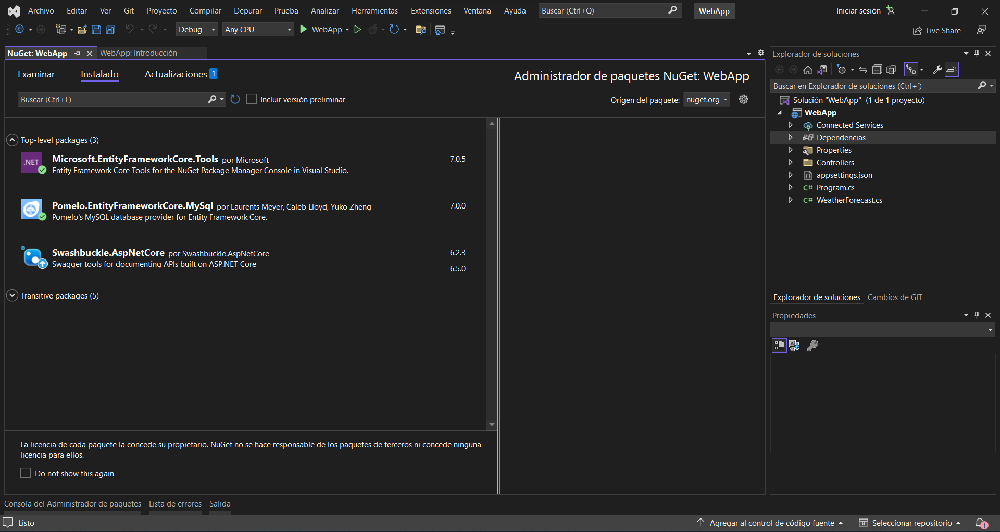 Archivo Editar Ver Git Proyecto Compilar Depurar Prueba Analizar Herramientas Extensiones Ventana Ayuda Buscar (Ctrl+Q) WebApp Iniciar sesión
Debug Any CPU WebApp Live Share
NuGet: WebApp WebApp: Introducción
Examinar Instalado Actualizaciones 1
Administrador de paquetes NuGet: WebApp
Buscar (Ctrl+L) Incluir versión preliminar
Origen del paquete: nuget.org
Top-level packages (3)
.NET
Microsoft.EntityFrameworkCore.Tools por Microsoft 7.0.5
Entity Framework Core Tools for the NuGet Package Manager Console in Visual Studio.
Pomelo.EntityFrameworkCore.MySql por Laurents Meyer, Caleb Lloyd, Yuko Zheng 7.0.0
Pomelo's MySQL database provider for Entity Framework Core.
Swashbuckle.AspNetCore por Swashbuckle.AspNetCore 6.2.3
Swagger tools for documenting APIs built on ASP.NET Core
6.5.0
Transitive packages (5)
La licencia de cada paquete la concede su propietario. NuGet no se hace responsable de los paquetes de terceros ni concede ninguna
licencia para ellos.
Do not show this again
Explorador de soluciones
Buscar en Explorador de soluciones (Ctrl+´)
Solución "WebApp" (1 de 1 proyecto)
WebApp
Connected Services
Dependencias
Properties
Controllers
appsettings.json
C# Program.cs
C# WeatherForecast.cs
Explorador de soluciones Cambios de GIT
Propiedades
Consola del Administrador de paquetes Lista de errores Salida
Listo
Agregar al control de código fuente Seleccionar repositorio 1